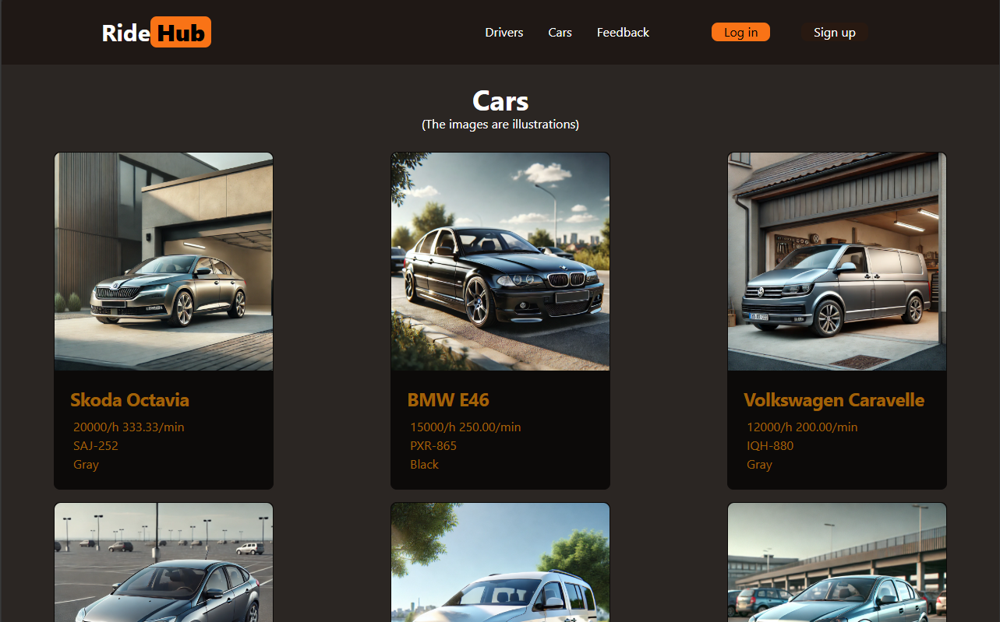 Ride Hub
Drivers Cars Feedback Log in Sign up
Cars
(The images are illustrations)
Skoda Octavia
20000/h 333.33/min
SAJ-252
Gray
BMW E46
15000/h 250.00/min
PXR-865
Black
Volkswagen Caravelle
12000/h 200.00/min
IQH-880
Gray